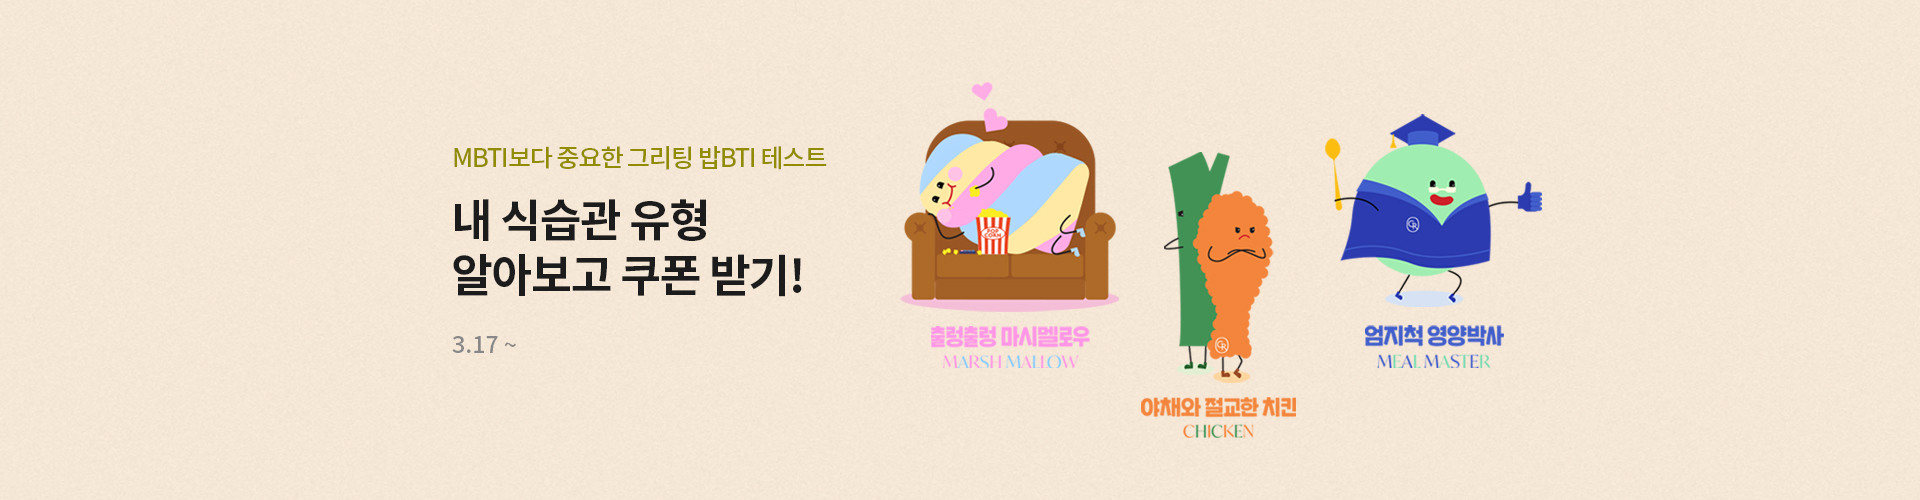 MBTI보다 중요한 그리팅 밥BTI 테스트
내 식습관 유형
알아보고 쿠폰 받기!
3.17 ~
POP
CORN
출렁출렁 마시멜로우
MARSH MALLOW
야채와 절교한 치킨
CHICKEN
엄지척 영양박사
MEAL MASTER